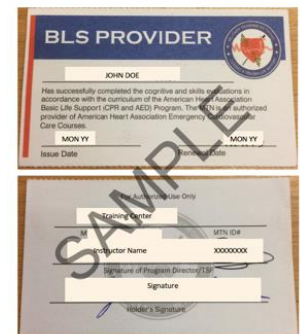 BLS PROVIDER
JOHN DOE
Has successfully completed the cognitive and skills evaluations in
accordance with the curriculum of the American Heart Association
Basic Life Support (CPR and AED) Program. The MTN is an authorized
provider of American Heart Association Emergency Cardiovascular
Care Courses.
MON YY MON YY
Issue Date Renewal Date
SAMPLE
For Authorized Use Only
Training Center
MTN ID#
Instructor Name XXXXXXXX
Signature of Program Director/TSF
Signature
Holder's Signature